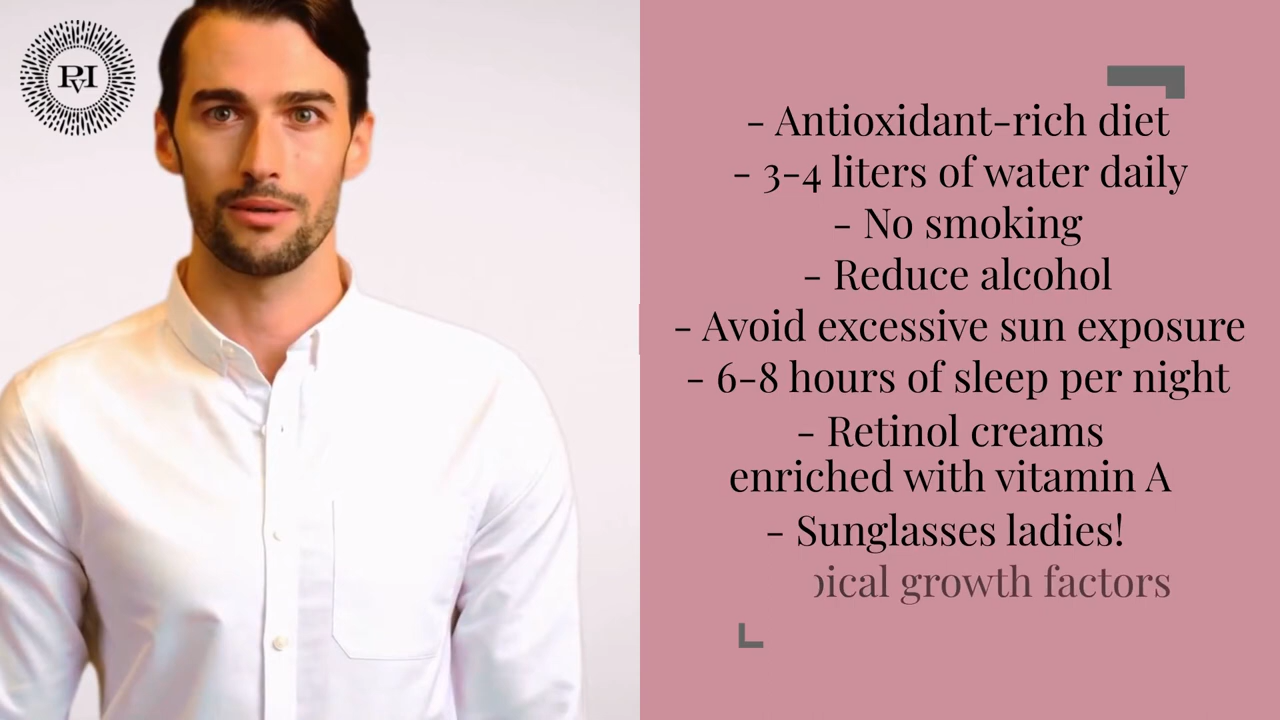 PVI
- Antioxidant-rich diet
- 3-4 liters of water daily
- No smoking
- Reduce alcohol
- Avoid excessive sun exposure
- 6-8 hours of sleep per night
- Retinol creams
enriched with vitamin A
- Sunglasses ladies!
growth factors